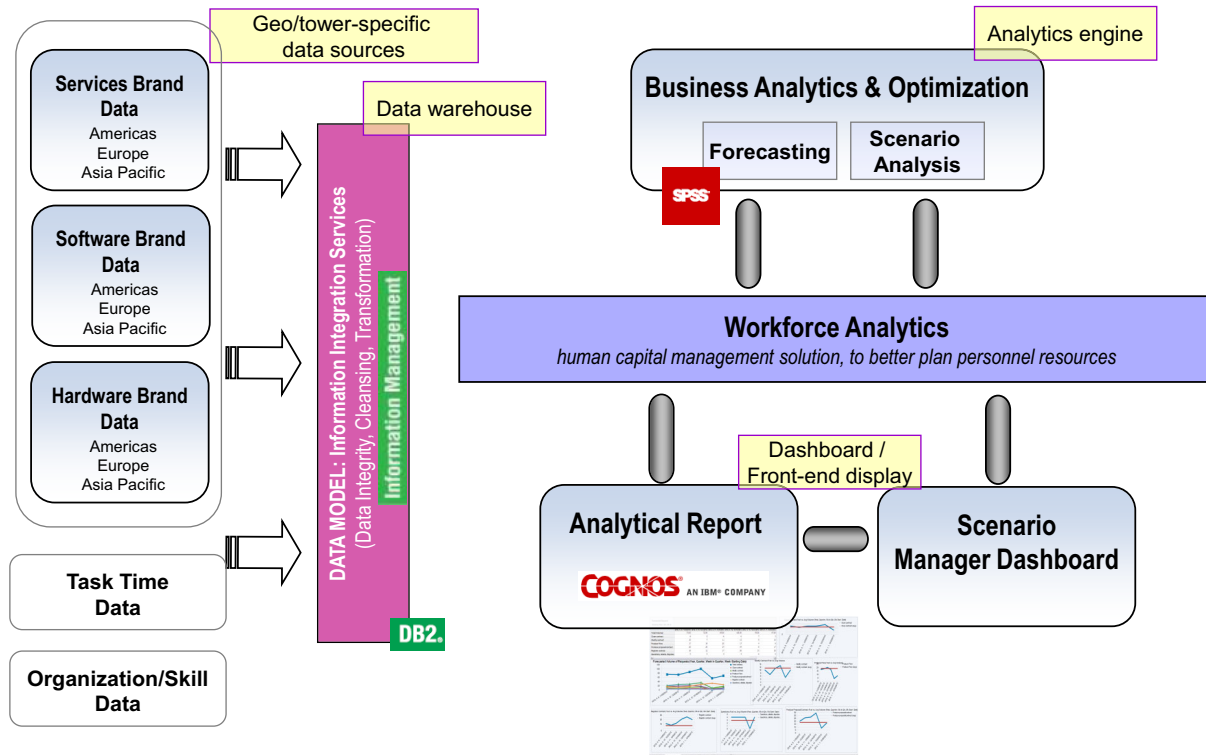 Geo/tower-specific
data sources
Services Brand
Data
Americas
Europe
Asia Pacific
Software Brand
Data
Americas
Europe
Asia Pacific
Hardware Brand
Data
Americas
Europe
Asia Pacific
Task Time
Data
Organization/Skill
Data
Data warehouse
DATA MODEL: Information Integration Services
(Data Integrity, Cleansing, Transformation)
Information Management
DB2.
Analytics engine
Business Analytics & Optimization
Forecasting
Scenario
Analysis
SPSS
Workforce Analytics
human capital management solution, to better plan personnel resources
Dashboard /
Front-end display
Analytical Report
COGNOS® AN IBM® COMPANY
Scenario
Manager Dashboard